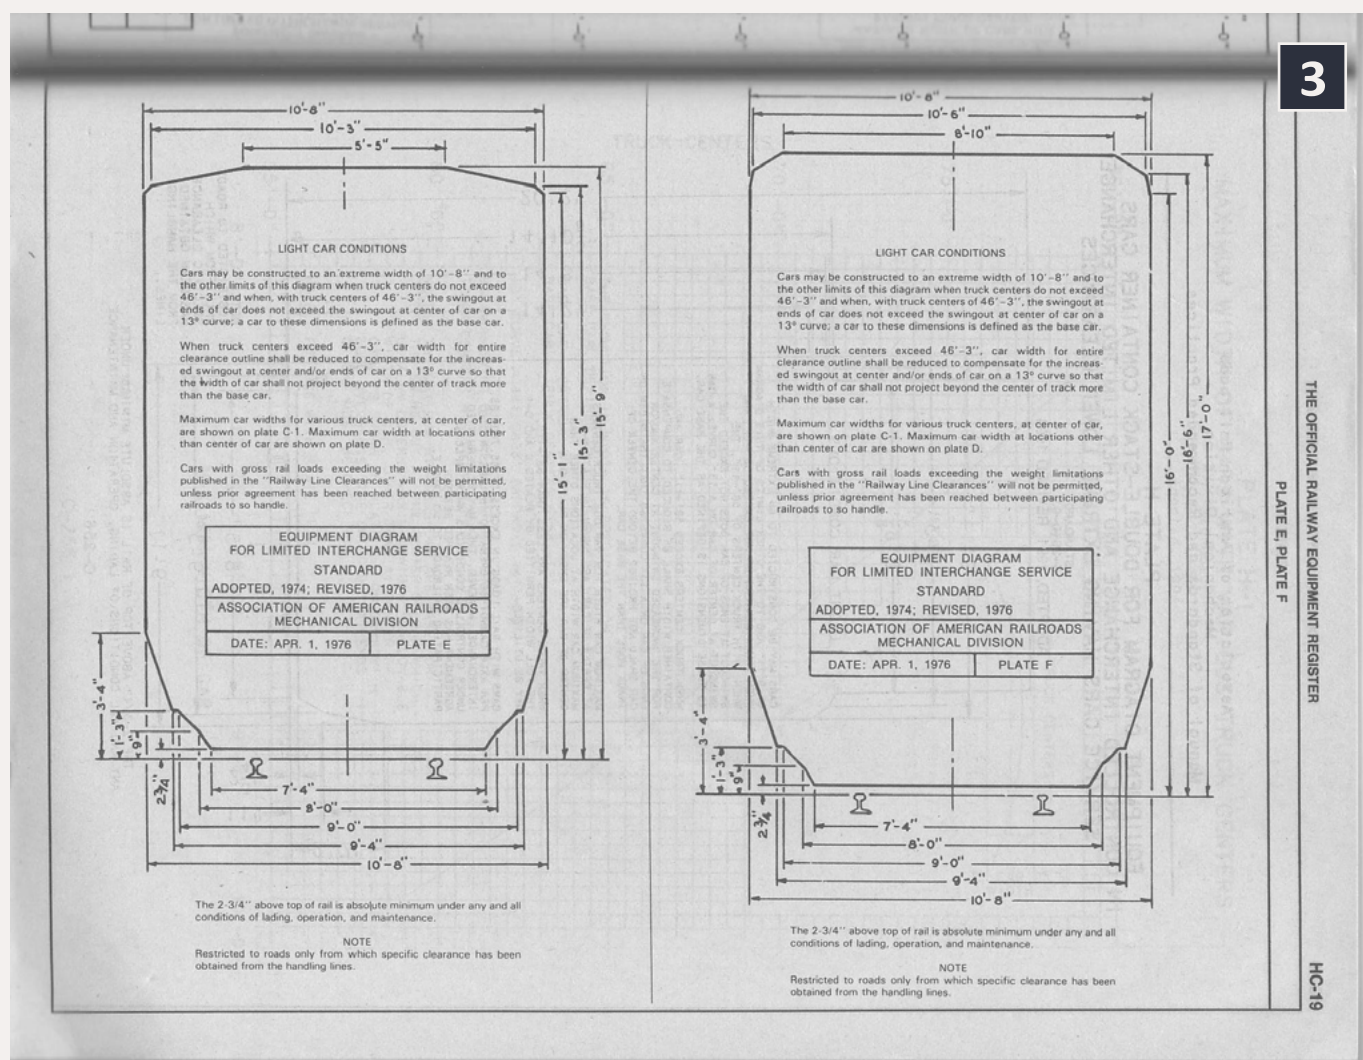 3
10'-8"
10'-3"
5'-5"
LIGHT CAR CONDITIONS
Cars may be constructed to an extreme width of 10'-8" and to
the other limits of this diagram when truck centers do not exceed
46'-3" and when, with truck centers of 46'-3", the swingout at
ends of car does not exceed the swingout at center of car on a
13° curve; a car to these dimensions is defined as the base car.
When truck centers exceed 46'-3", car width for entire
clearance outline shall be reduced to compensate for the increas-
ed swingout at center and/or ends of car on a 13° curve so that
the width of car shall not project beyond the center of track more
than the base car.
Maximum car widths for various truck centers, at center of car,
are shown on plate C-1. Maximum car width at locations other
than center of car are shown on plate D.
Cars with gross rail loads exceeding the weight limitations
published in the "Railway Line Clearances" will not be permitted,
unless prior agreement has been reached between participating
railroads to so handle.
EQUIPMENT DIAGRAM
FOR LIMITED INTERCHANGE SERVICE
STANDARD
ADOPTED, 1974; REVISED, 1976
ASSOCIATION OF AMERICAN RAILROADS
MECHANICAL DIVISION
DATE: APR. 1, 1976 PLATE E
15'-1"
15'-3"
15'-9"
3'-4"
1'-3"
9"
2¾"
7'-4"
8'-0"
9'-0"
9'-4"
10'-8"
The 2-3/4" above top of rail is absolute minimum under any and all
conditions of lading, operation, and maintenance.
NOTE
Restricted to roads only from which specific clearance has been
obtained from the handling lines.
10'-8"
10'-6"
8'-10"
LIGHT CAR CONDITIONS
Cars may be constructed to an extreme width of 10'-8" and to
the other limits of this diagram when truck centers do not exceed
46'-3" and when, with truck centers of 46'-3", the swingout at
ends of car does not exceed the swingout at center of car on a
13° curve; a car to these dimensions is defined as the base car.
When truck centers exceed 46'-3", car width for entire
clearance outline shall be reduced to compensate for the increas-
ed swingout at center and/or ends of car on a 13° curve so that
the width of car shall not project beyond the center of track more
than the base car.
Maximum car widths for various truck centers, at center of car,
are shown on plate C-1. Maximum car width at locations other
than center of car are shown on plate D.
Cars with gross rail loads exceeding the weight limitations
published in the "Railway Line Clearances" will not be permitted,
unless prior agreement has been reached between participating
railroads to so handle.
EQUIPMENT DIAGRAM
FOR LIMITED INTERCHANGE SERVICE
STANDARD
ADOPTED, 1974; REVISED, 1976
ASSOCIATION OF AMERICAN RAILROADS
MECHANICAL DIVISION
DATE: APR. 1, 1976 PLATE F
16'-0"
16'-6"
17'-0"
3'-4"
1'-3"
9"
2¾"
7'-4"
8'-0"
9'-0"
9'-4"
10'-8"
The 2-3/4" above top of rail is absolute minimum under any and all
conditions of lading, operation, and maintenance.
NOTE
Restricted to roads only from which specific clearance has been
obtained from the handling lines.
THE OFFICIAL RAILWAY EQUIPMENT REGISTER
PLATE E, PLATE F
HC-19